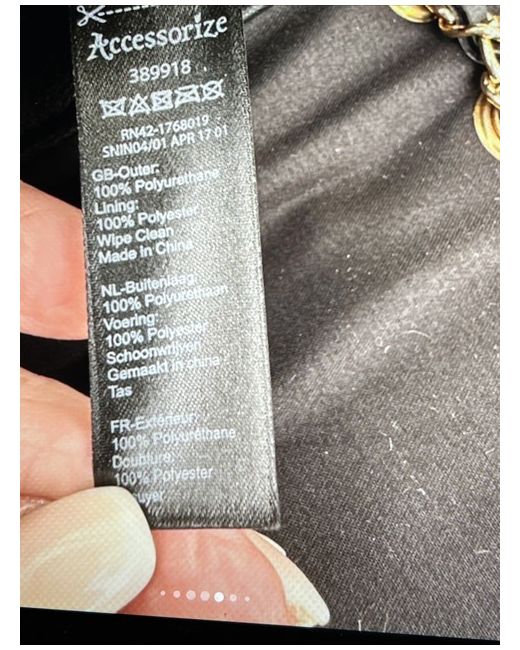 Accessorize
389918
RN42-1768019
SNIN04/01 APR 17 01
GB-Outer:
100% Polyurethane
Lining:
100% Polyester
Wipe Clean
Made In China
NL-Buitenlaag:
100% Polyurethaan
Voering:
100% Polyester
Schoonwrijven
Gemaakt in china
Tas
FR-Extérieur:
100% Polyuréthane
Doublure:
100% Polyester